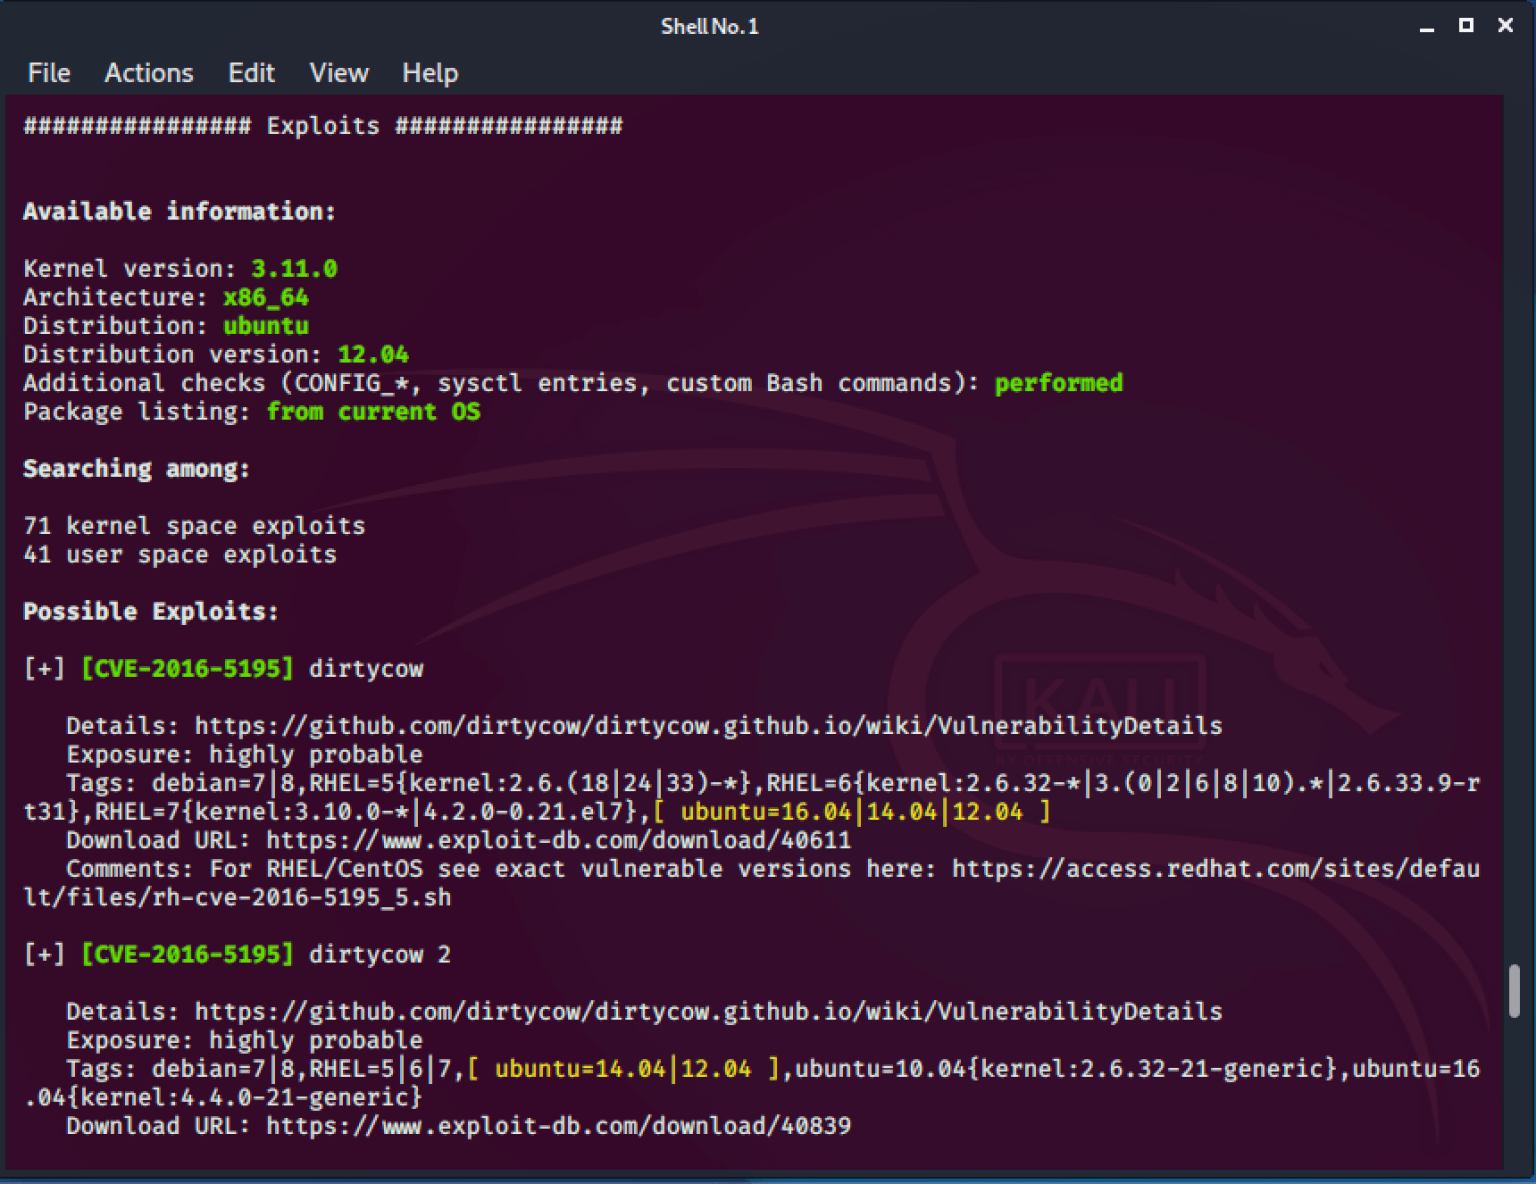 Shell No. 1
File Actions Edit View Help
################ Exploits ################
Available information:
Kernel version: 3.11.0
Architecture: x86_64
Distribution: ubuntu
Distribution version: 12.04
Additional checks (CONFIG_*, sysctl entries, custom Bash commands): performed
Package listing: from current OS
Searching among:
71 kernel space exploits
41 user space exploits
Possible Exploits:
[+] [CVE-2016-5195] dirtycow
Details: https://github.com/dirtycow/dirtycow.github.io/wiki/VulnerabilityDetails
Exposure: highly probable
Tags: debian=7|8,RHEL=5{kernel:2.6.(18|24|33)-*},RHEL=6{kernel:2.6.32-*|3.(0|2|6|8|10).*|2.6.33.9-r
t31},RHEL=7{kernel:3.10.0-*|4.2.0-0.21.el7},[ ubuntu=16.04|14.04|12.04 ]
Download URL: https://www.exploit-db.com/download/40611
Comments: For RHEL/CentOS see exact vulnerable versions here: https://access.redhat.com/sites/defau
lt/files/rh-cve-2016-5195_5.sh
[+] [CVE-2016-5195] dirtycow 2
Details: https://github.com/dirtycow/dirtycow.github.io/wiki/VulnerabilityDetails
Exposure: highly probable
Tags: debian=7|8,RHEL=5|6|7,[ ubuntu=14.04|12.04 ],ubuntu=10.04{kernel:2.6.32-21-generic},ubuntu=16
.04{kernel:4.4.0-21-generic}
Download URL: https://www.exploit-db.com/download/40839
KALI
BY OFFENSIVE SECURITY